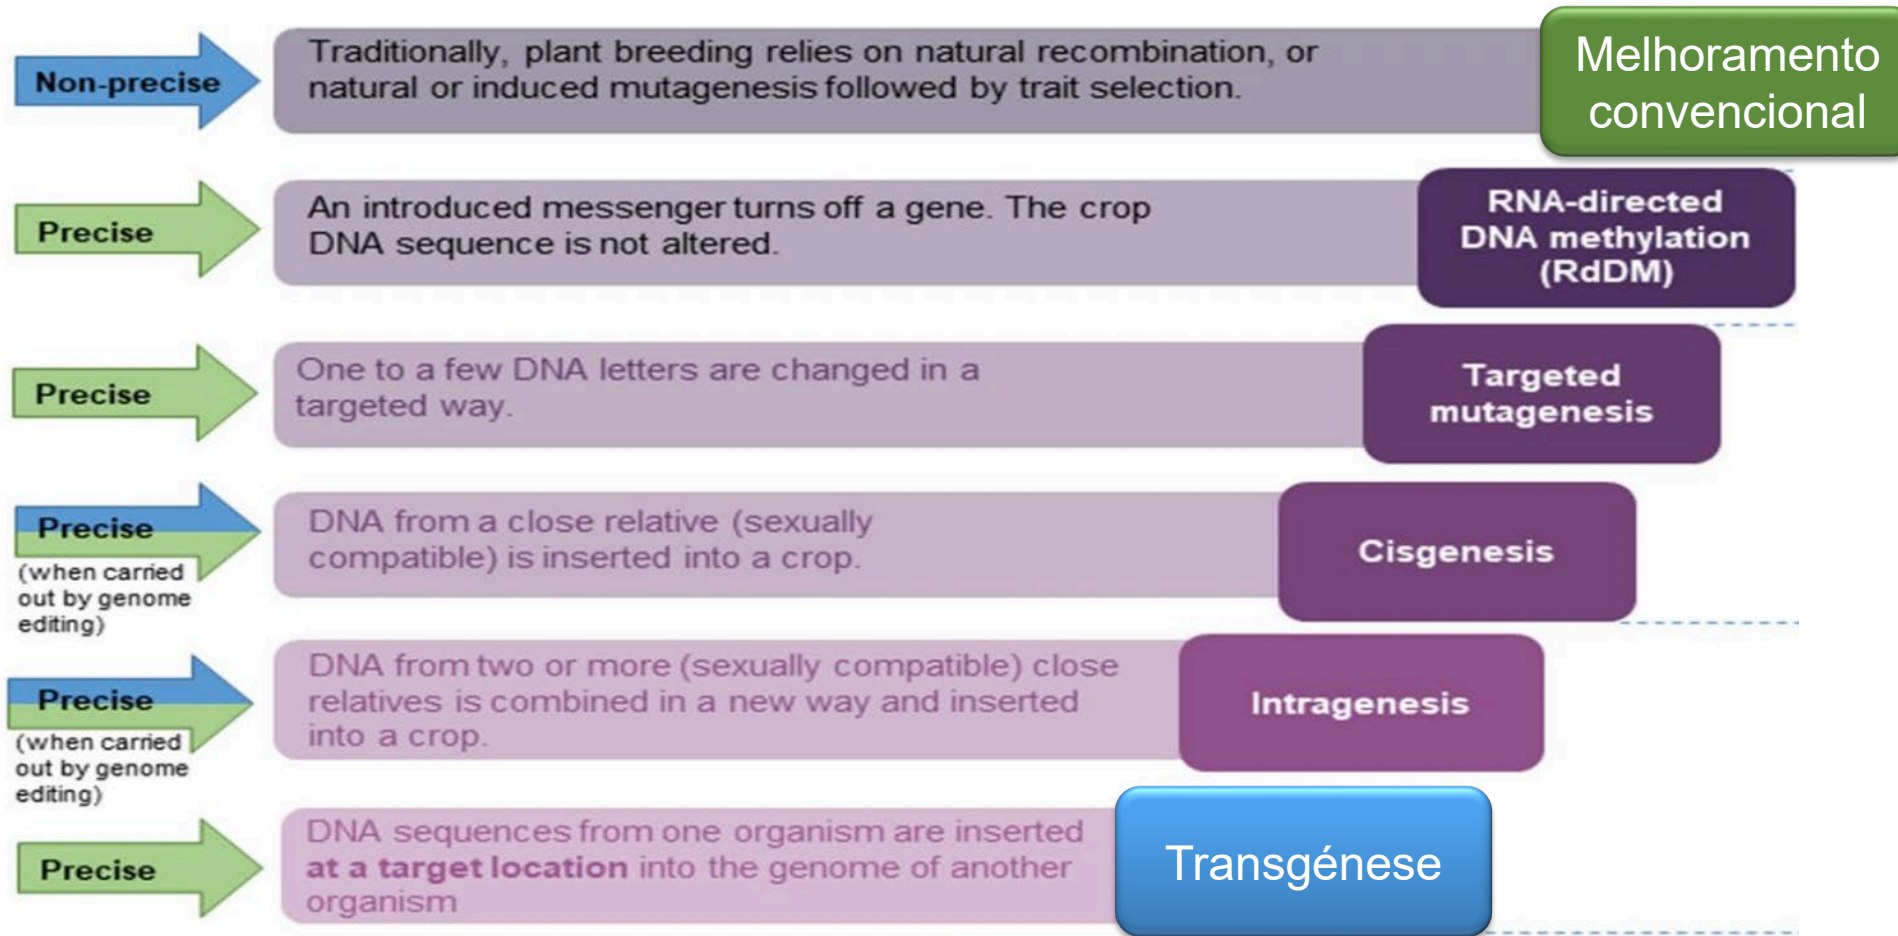 Non-precise
Traditionally, plant breeding relies on natural recombination, or
natural or induced mutagenesis followed by trait selection.
Melhoramento
convencional
Precise
An introduced messenger turns off a gene. The crop
DNA sequence is not altered.
RNA-directed
DNA methylation
(RdDM)
Precise
One to a few DNA letters are changed in a
targeted way.
Targeted
mutagenesis
Precise
(when carried
out by genome
editing)
DNA from a close relative (sexually
compatible) is inserted into a crop.
Cisgenesis
Precise
(when carried
out by genome
editing)
DNA from two or more (sexually compatible) close
relatives is combined in a new way and inserted
into a crop.
Intragenesis
Precise
DNA sequences from one organism are inserted
at a target location into the genome of another
organism
Transgénese